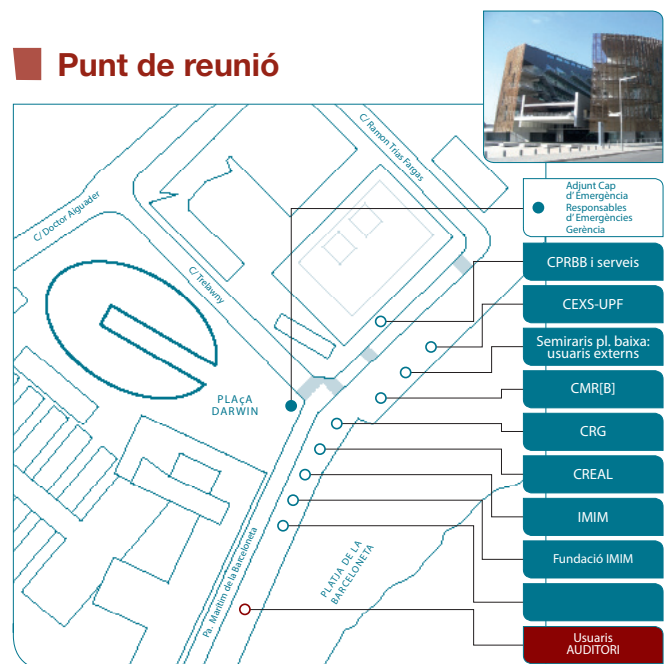 Punt de reunió
C/ Ramon Trias Fargas
C/ Doctor Aiguader
C/ Trelawny
Adjunt Cap
d'Emergència
Responsables
d'Emergències
Gerència
CPRBB i serveis
CEXS-UPF
Semiraris pl. baixa:
usuaris externs
CMR[B]
PLAçA
DARWIN
CRG
CREAL
IMIM
Fundació IMIM
Pa. Marítim de la Barceloneta
PLATJA DE LA
BARCELONETA
Usuaris
AUDITORI